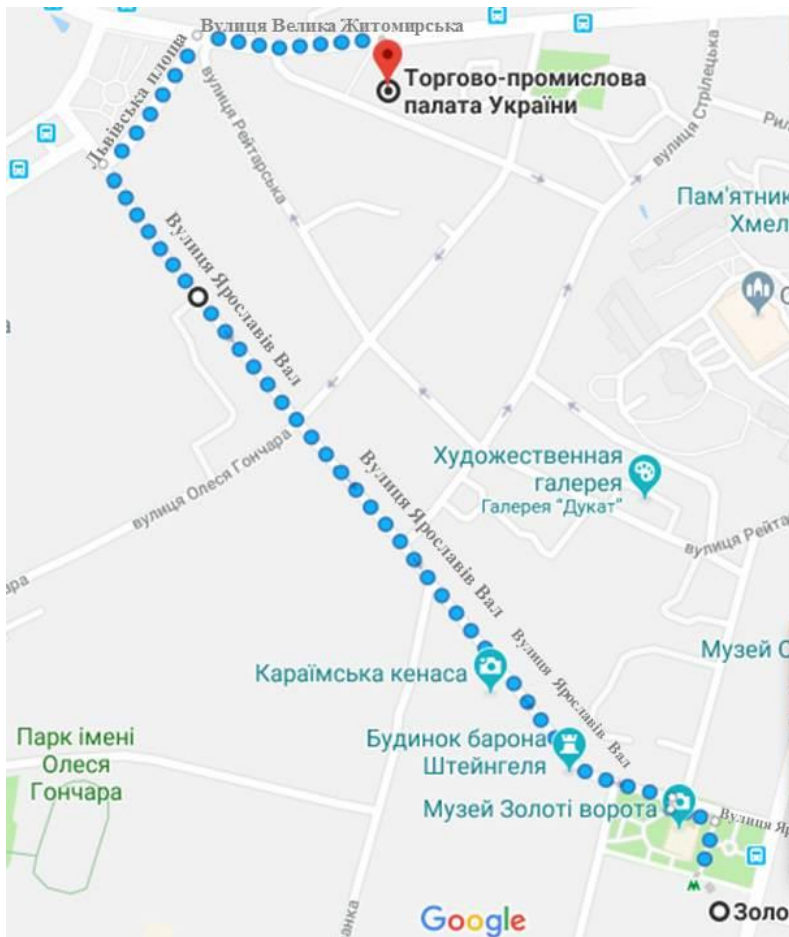 Вулиця Велика Житомирська
Торгово-промислова
палата України
Львівська площа
вулиця Рейтарська
вулиця Стрілецька
Рил
Пам'ятник
Хмел
С
Вулиця Ярославів Вал
вулиця Олеся Гончара
Художественная
галерея
Галерея "Дукат"
Вулиця Ярославів Вал
вулиця Рейта
Вулиця Ярославів Вал
Музей С
Караїмська кенаса
Будинок барона
Штейнгеля
Парк імені
Олеся
Гончара
Музей Золоті ворота
Вулиця Яр
Золо
анка
Google